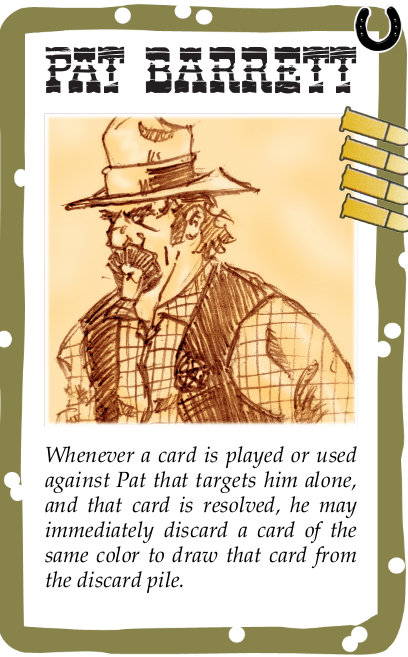 PAT BARRETT
Whenever a card is played or used
against Pat that targets him alone,
and that card is resolved, he may
immediately discard a card of the
same color to draw that card from
the discard pile.